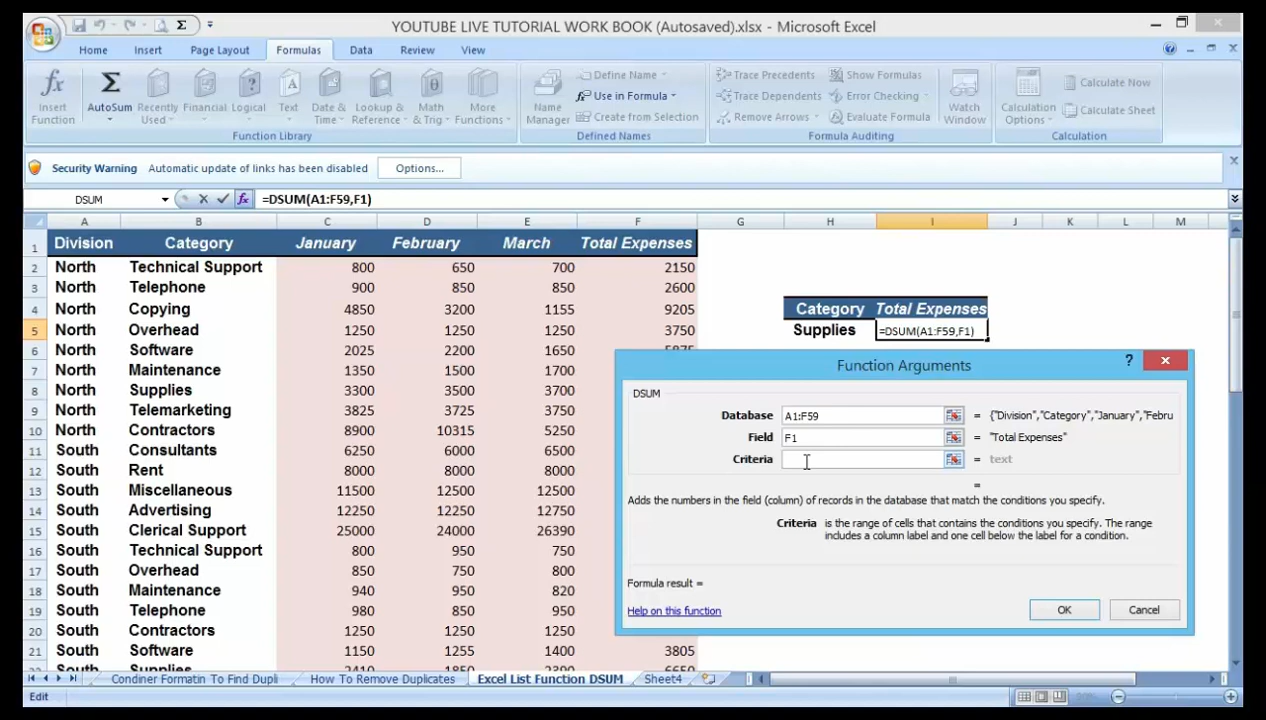 YOUTUBE LIVE TUTORIAL WORK BOOK (Autosaved).xlsx - Microsoft Excel
Home Insert Page Layout Formulas Data Review View
Insert Function
AutoSum
Recently Used
Financial
Logical
Text
Date & Time
Lookup & Reference
Math & Trig
More Functions
Function Library
Name Manager
Define Name
Use in Formula
Create from Selection
Defined Names
Trace Precedents
Trace Dependents
Remove Arrows
Show Formulas
Error Checking
Evaluate Formula
Formula Auditing
Watch Window
Calculation Options
Calculate Now
Calculate Sheet
Calculation
Security Warning Automatic update of links has been disabled Options...
DSUM fx =DSUM(A1:F59,F1)
A B C D E F G H I J K L M
1 Division Category January February March Total Expenses
2 North Technical Support 800 650 700 2150
3 North Telephone 900 850 850 2600
4 North Copying 4850 3200 1155 9205 Category Total Expenses
5 North Overhead 1250 1250 1250 3750 Supplies =DSUM(A1:F59,F1)
6 North Software 2025 2200 1650
7 North Maintenance 1350 1500 1700
8 North Supplies 3300 3500 3700
9 North Telemarketing 3825 3725 3750
10 North Contractors 8900 10315 5250
11 South Consultants 6250 6000 6500
12 South Rent 8000 8000 8000
13 South Miscellaneous 11500 12500 12500
14 South Advertising 12250 12250 12750
15 South Clerical Support 25000 24000 26390
16 South Technical Support 800 950 750
17 South Overhead 850 750 800
18 South Maintenance 940 950 820
19 South Telephone 980 850 950
20 South Contractors 1250 1250 1250
21 South Software 1150 1255 1400 3805
Function Arguments
DSUM
Database A1:F59 = {"Division","Category","January","Febru
Field F1 = "Total Expenses"
Criteria = text
=
Adds the numbers in the field (column) of records in the database that match the conditions you specify.
Criteria is the range of cells that contains the conditions you specify. The range
includes a column label and one cell below the label for a condition.
Formula result =
Help on this function OK Cancel
Condiner Formatin To Find Dupli How To Remove Duplicates Excel List Function DSUM Sheet4
Edit